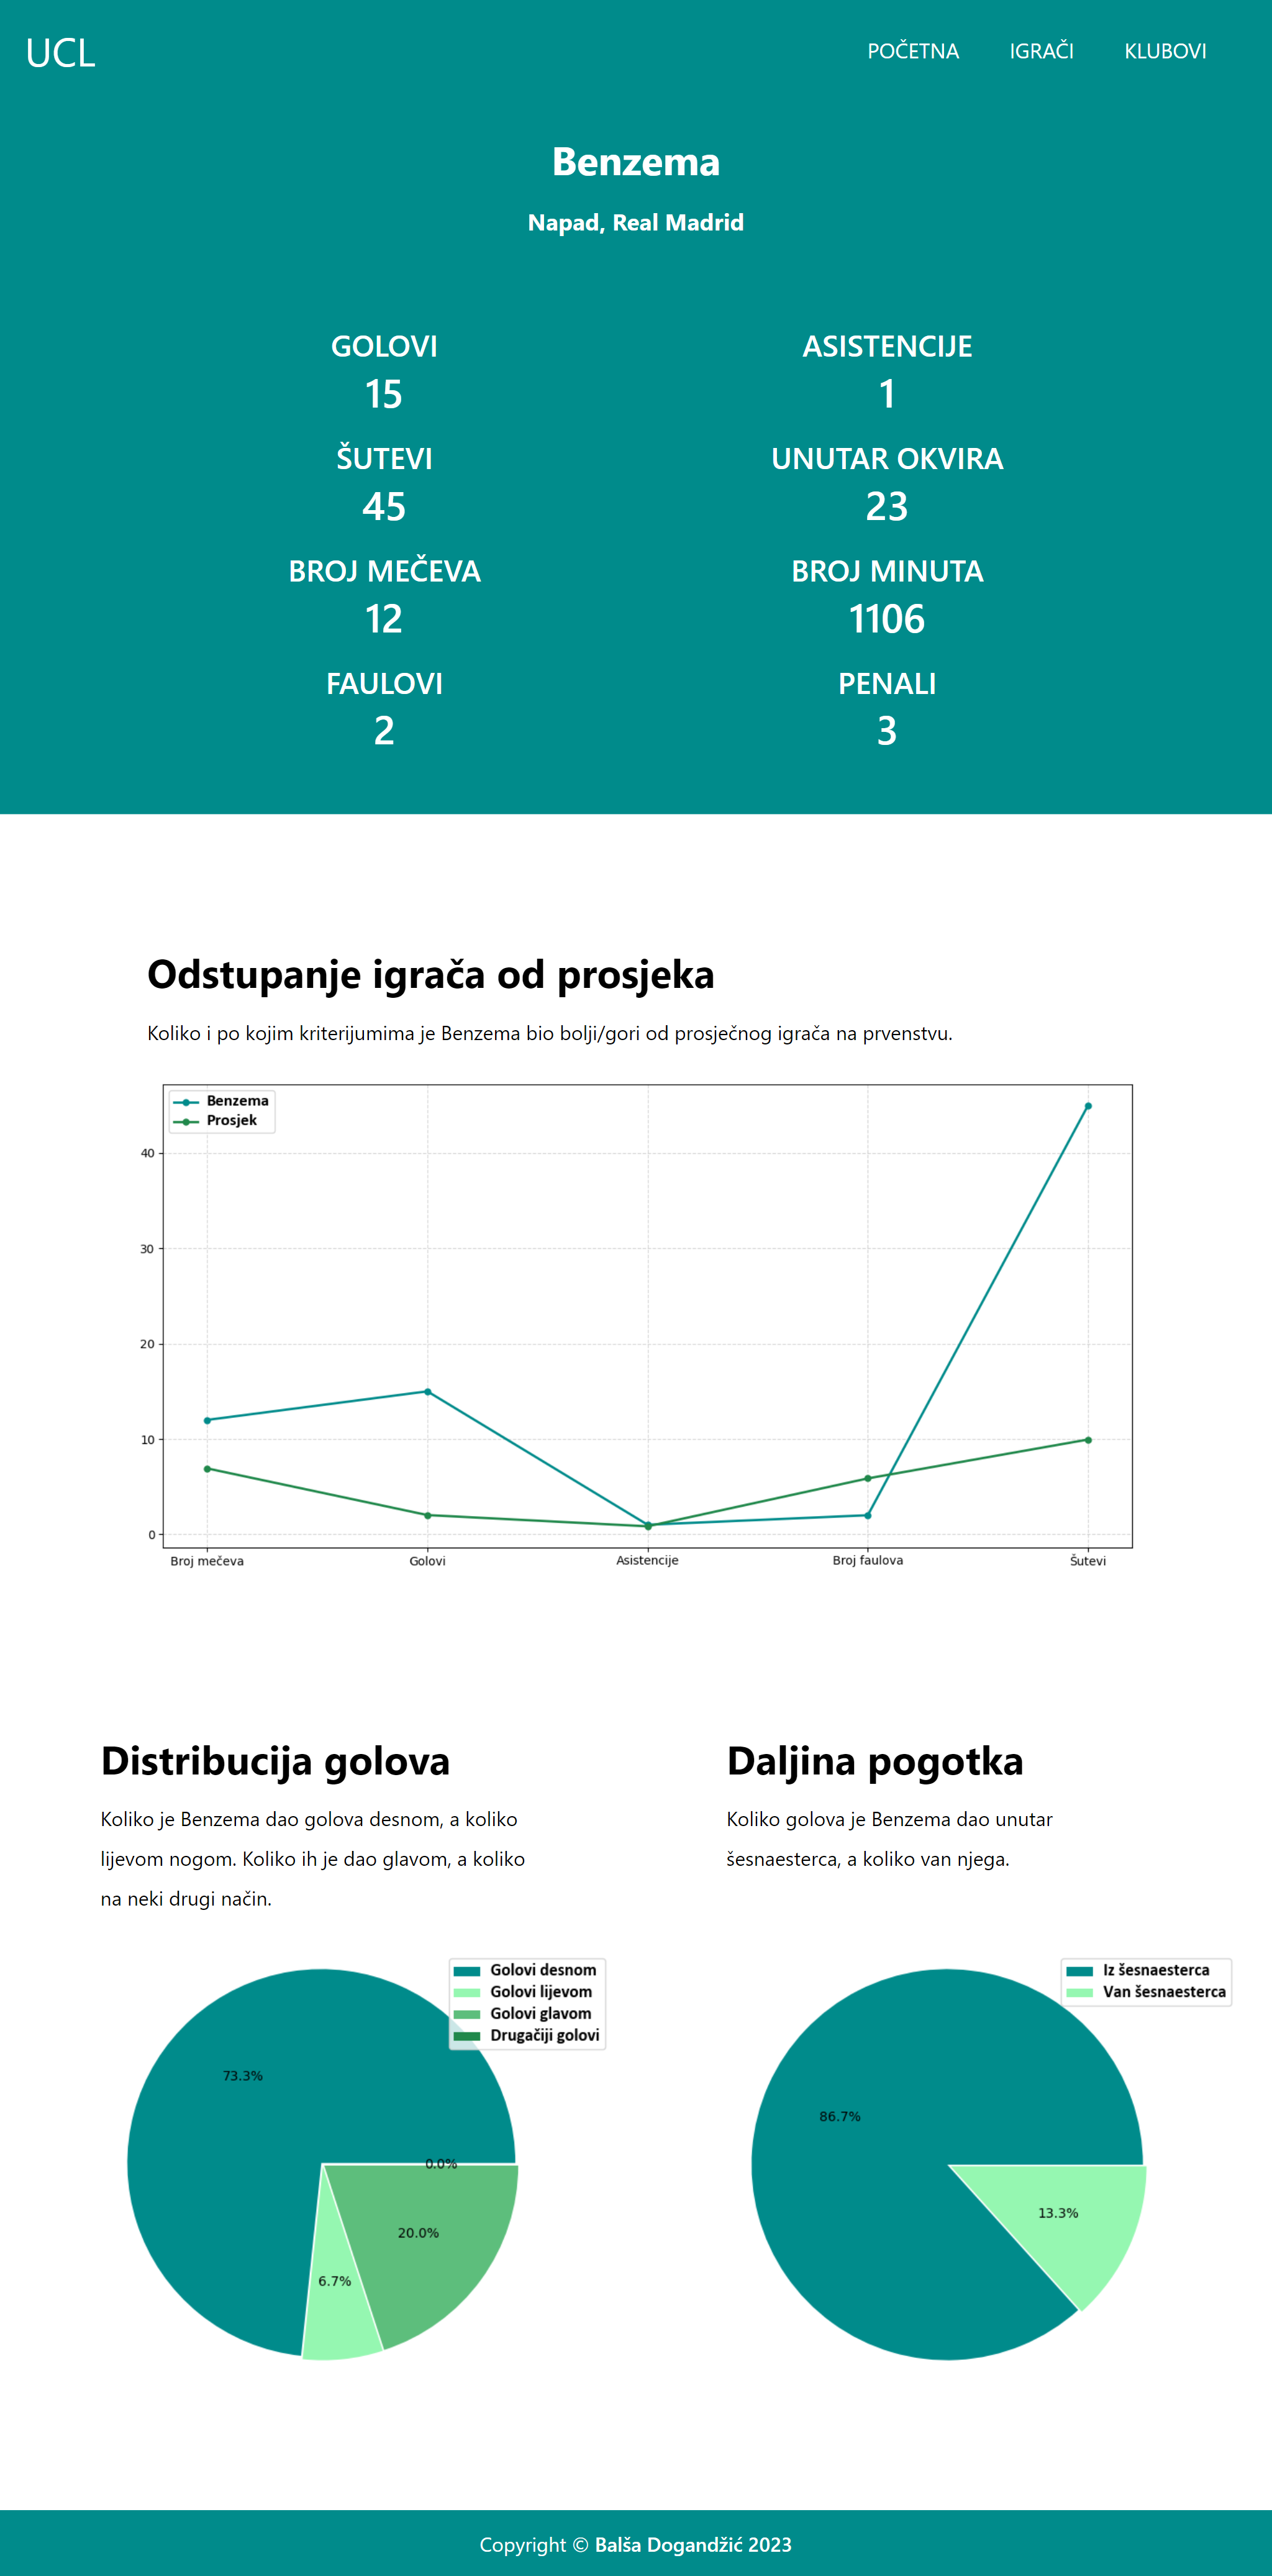 UCL
POČETNA
IGRAČI
KLUBOVI
Benzema
Napad, Real Madrid
GOLOVI
15
ASISTENCIJE
1
ŠUTEVI
45
UNUTAR OKVIRA
23
BROJ MEČEVA
12
BROJ MINUTA
1106
FAULOVI
2
PENALI
3
Odstupanje igrača od prosjeka
Koliko i po kojim kriterijumima je Benzema bio bolji/gori od prosječnog igrača na prvenstvu.
Benzema
Prosjek
40
30
20
10
0
Broj mečeva
Golovi
Asistencije
Broj faulova
Šutevi
Distribucija golova
Koliko je Benzema dao golova desnom, a koliko
lijevom nogom. Koliko ih je dao glavom, a koliko
na neki drugi način.
Golovi desnom
Golovi lijevom
Golovi glavom
Drugačiji golovi
73.3%
0.0%
20.0%
6.7%
Daljina pogotka
Koliko golova je Benzema dao unutar
šesnaesterca, a koliko van njega.
Iz šesnaesterca
Van šesnaesterca
86.7%
13.3%
Copyright © Balša Dogandžić 2023